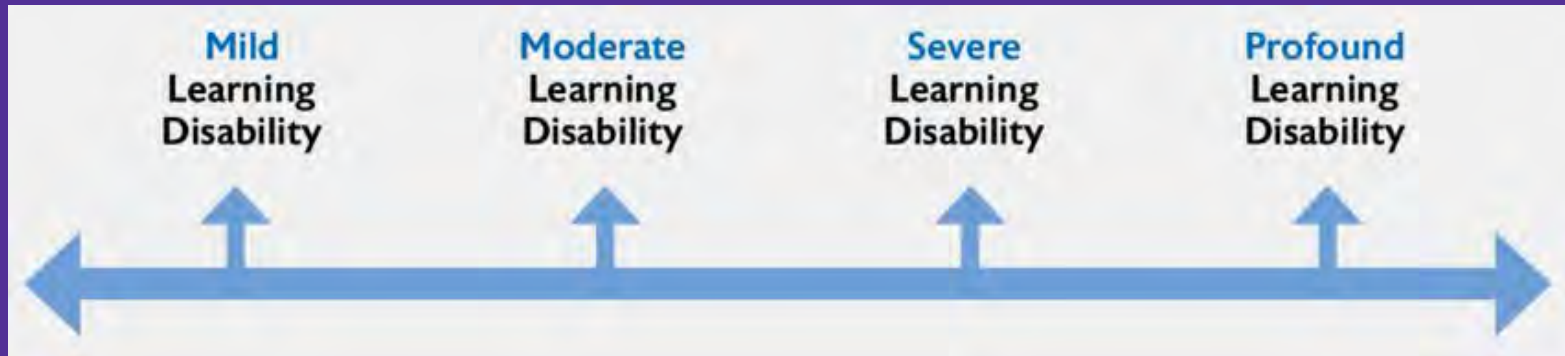 Mild
Learning
Disability
Moderate
Learning
Disability
Severe
Learning
Disability
Profound
Learning
Disability